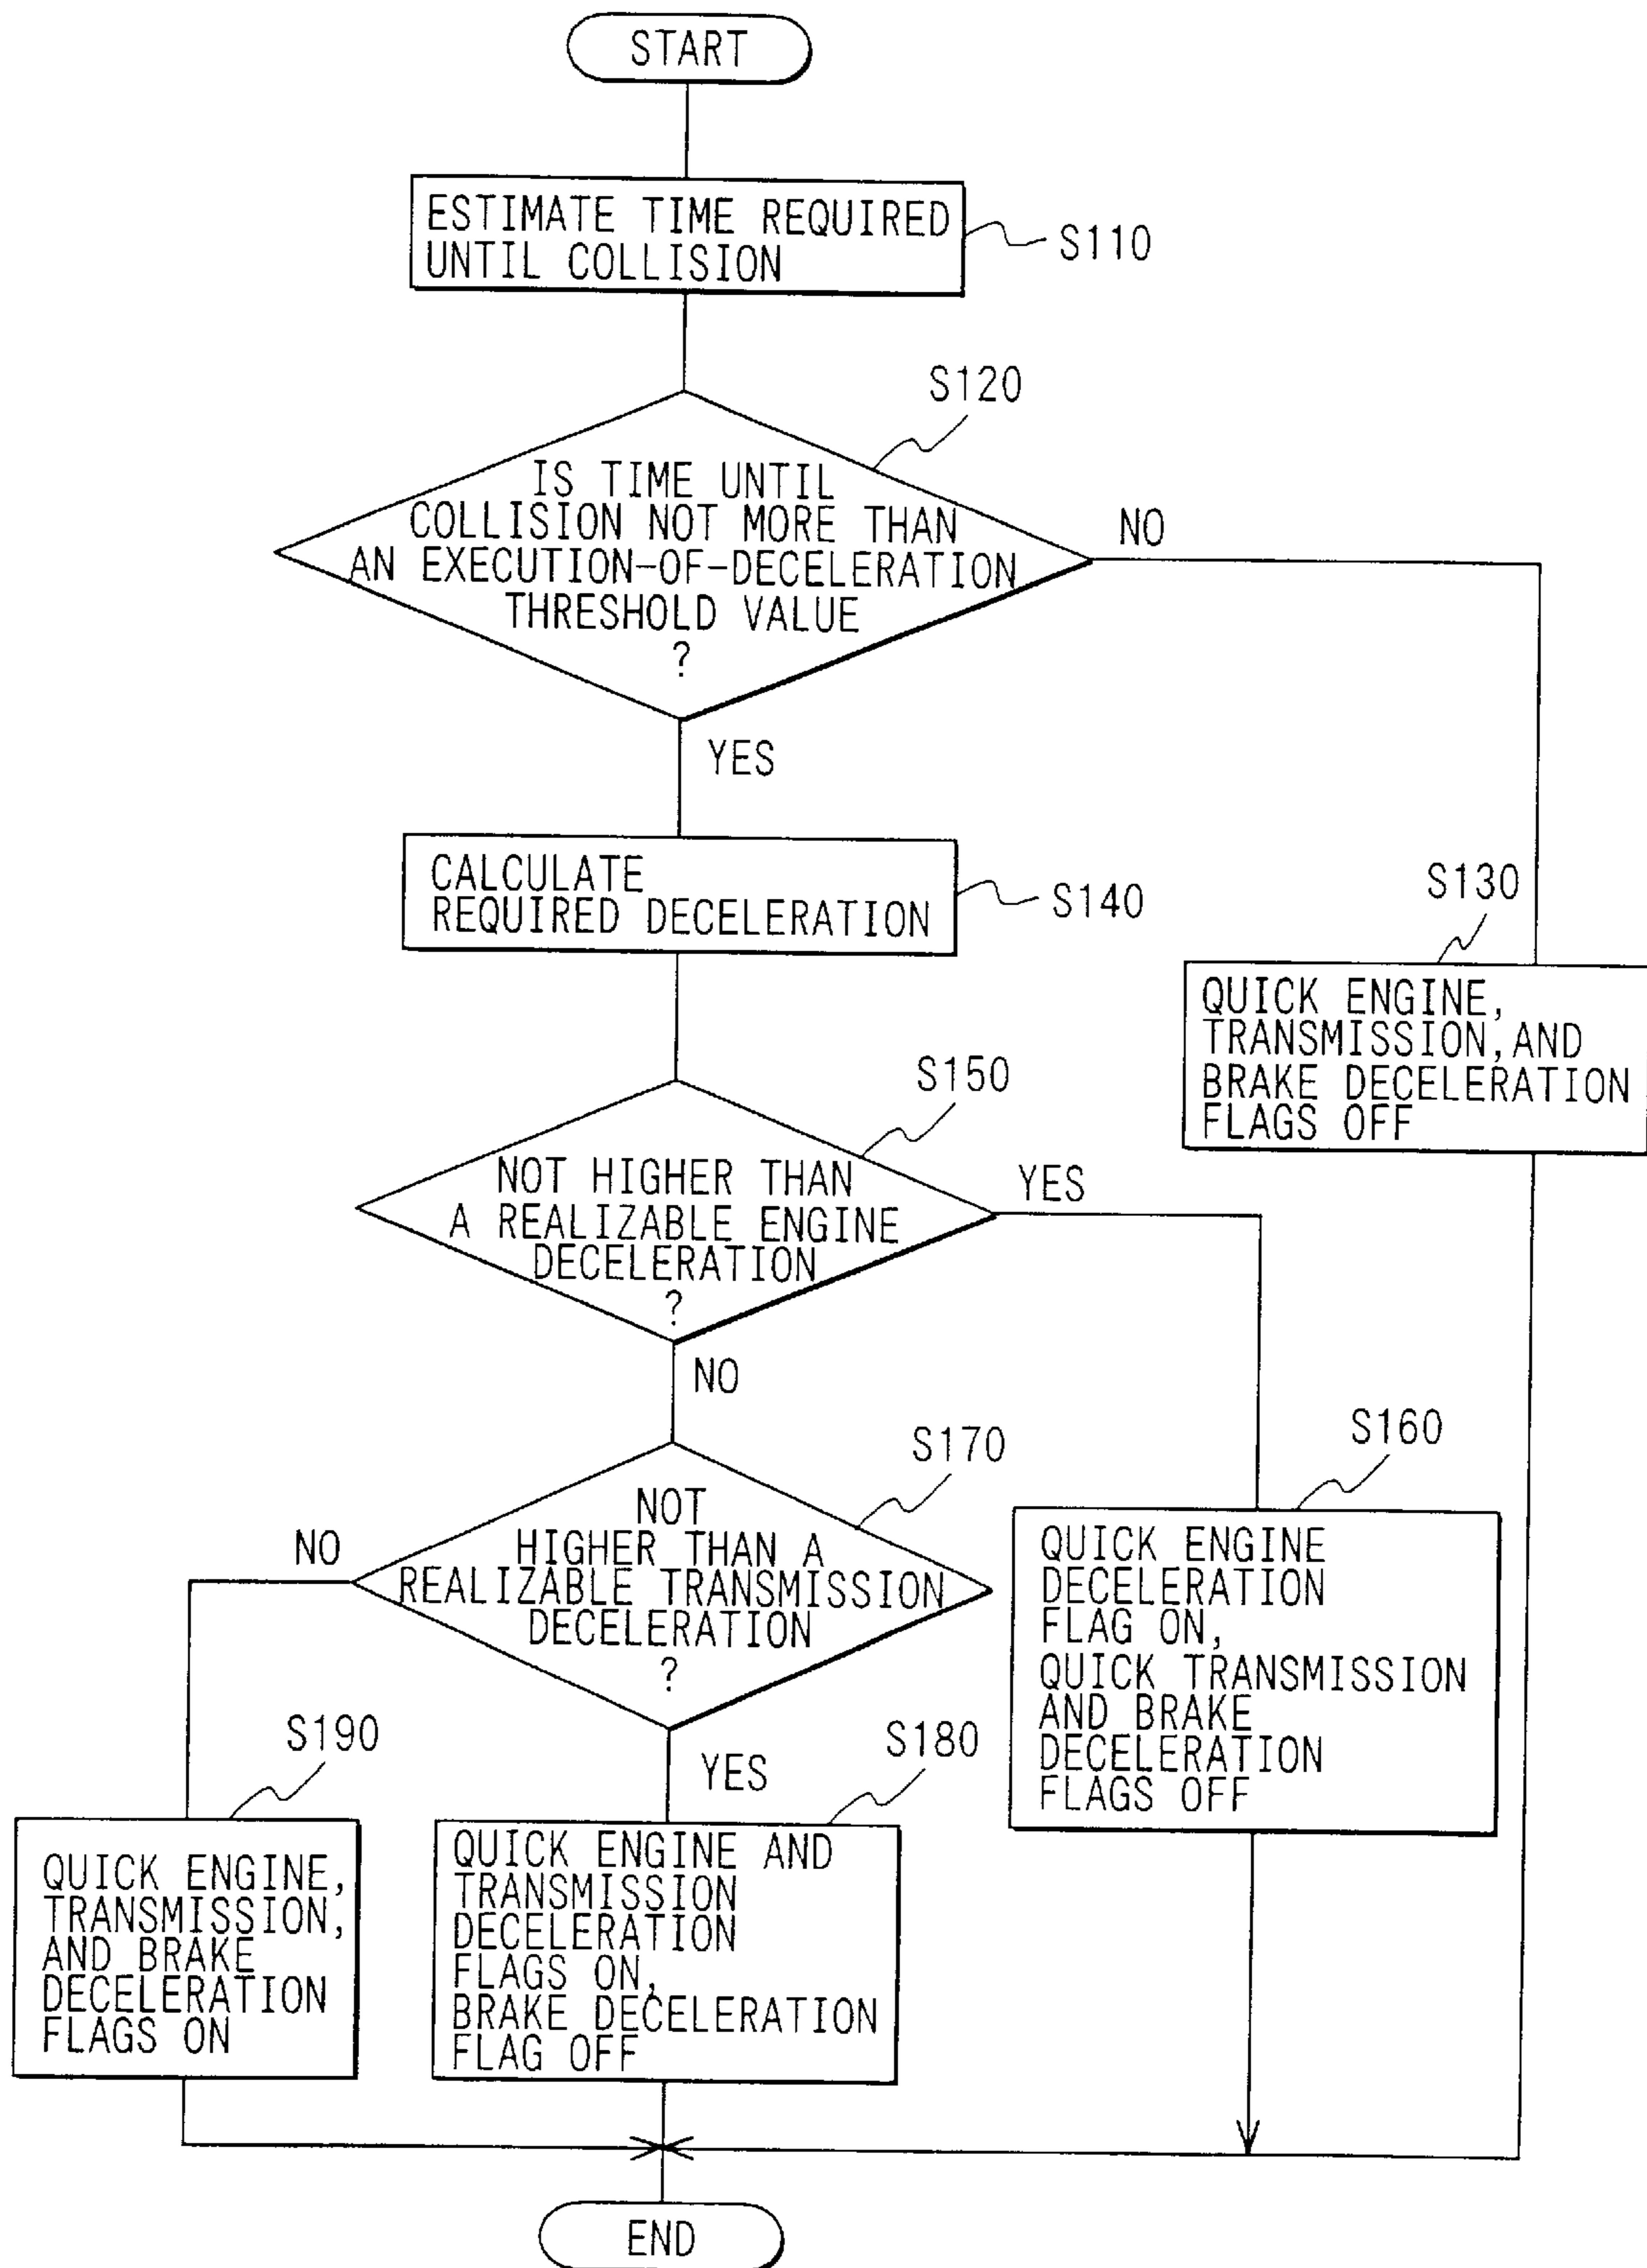 START
ESTIMATE TIME REQUIRED
UNTIL COLLISION
S110
S120
IS TIME UNTIL
COLLISION NOT MORE THAN
AN EXECUTION-OF-DECELERATION
THRESHOLD VALUE
?
NO
YES
CALCULATE
REQUIRED DECELERATION
S140
S130
QUICK ENGINE,
TRANSMISSION, AND
BRAKE DECELERATION
FLAGS OFF
S150
NOT HIGHER THAN
A REALIZABLE ENGINE
DECELERATION
?
YES
NO
S160
QUICK ENGINE
DECELERATION
FLAG ON,
QUICK TRANSMISSION
AND BRAKE
DECELERATION
FLAGS OFF
S170
NOT
HIGHER THAN A
REALIZABLE TRANSMISSION
DECELERATION
?
NO
YES
S190
QUICK ENGINE,
TRANSMISSION,
AND BRAKE
DECELERATION
FLAGS ON
S180
QUICK ENGINE AND
TRANSMISSION
DECELERATION
FLAGS ON,
BRAKE DECELERATION
FLAG OFF
END